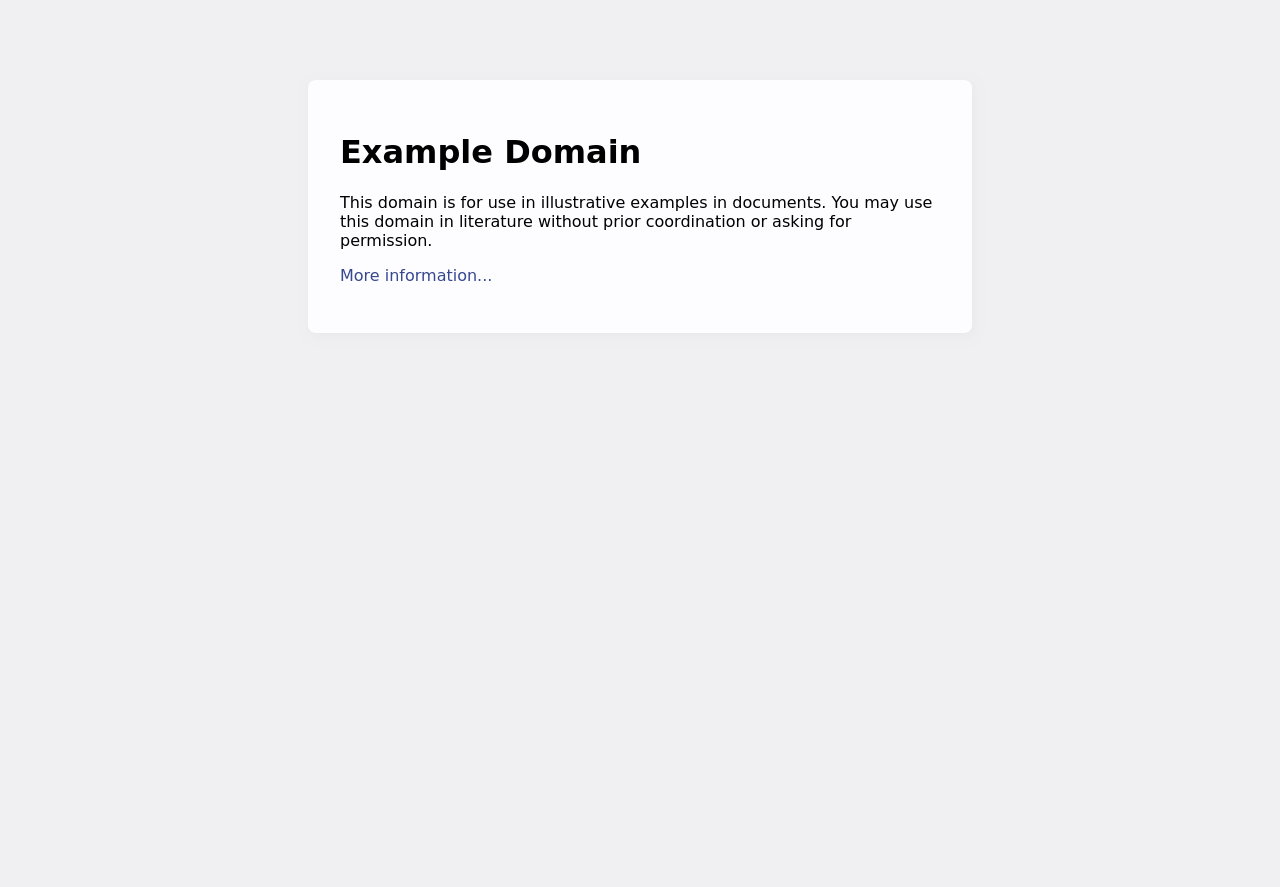 Example Domain
This domain is for use in illustrative examples in documents. You may use
this domain in literature without prior coordination or asking for
permission.
More information...